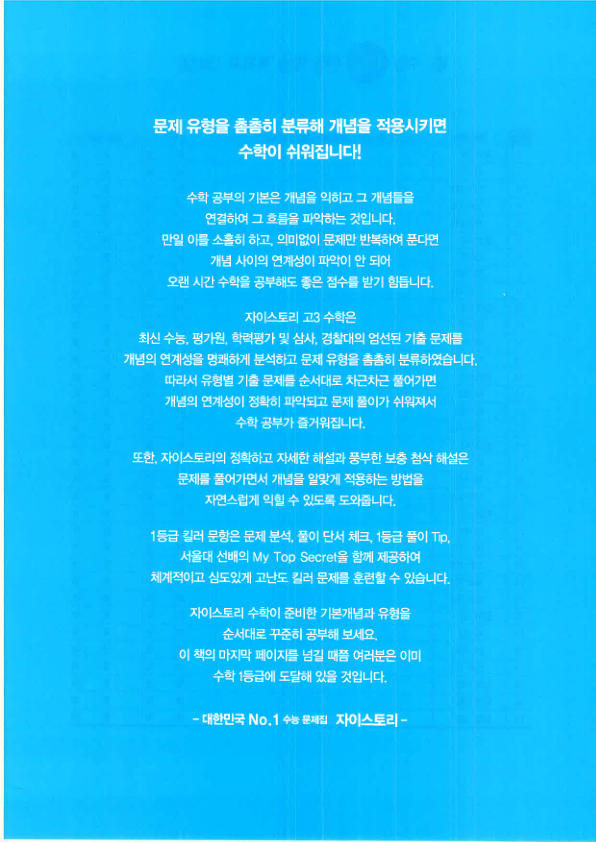 문제 유형을 촘촘히 분류해 개념을 적용시키면
수학이 쉬워집니다!
수학 공부의 기본은 개념을 익히고 그 개념들을
연결하여 그 흐름을 파악하는 것입니다.
만일 이를 소홀히 하고, 의미없이 문제만 반복하여 푼다면
개념 사이의 연계성이 파악이 안 되어
오랜 시간 수학을 공부해도 좋은 점수를 받기 힘듭니다.
자이스토리 고3 수학은
최신 수능, 평가원, 학력평가 및 삼사, 경찰대의 엄선된 기출 문제를
개념의 연계성을 명쾌하게 분석하고 문제 유형을 촘촘히 분류하였습니다.
따라서 유형별 기출 문제를 순서대로 차근차근 풀어가면
개념의 연계성이 정확히 파악되고 문제 풀이가 쉬워져서
수학 공부가 즐거워집니다.
또한, 자이스토리의 정확하고 자세한 해설과 풍부한 보충 첨삭 해설은
문제를 풀어가면서 개념을 알맞게 적용하는 방법을
자연스럽게 익힐 수 있도록 도와줍니다.
1등급 킬러 문항은 문제 분석, 풀이 단서 체크, 1등급 풀이 Tip,
서울대 선배의 My Top Secret을 함께 제공하여
체계적이고 심도있게 고난도 킬러 문제를 훈련할 수 있습니다.
자이스토리 수학이 준비한 기본개념과 유형을
순서대로 꾸준히 공부해 보세요.
이 책의 마지막 페이지를 넘길 때쯤 여러분은 이미
수학 1등급에 도달해 있을 것입니다.
- 대한민국 No.1 수능 문제집 자이스토리 -